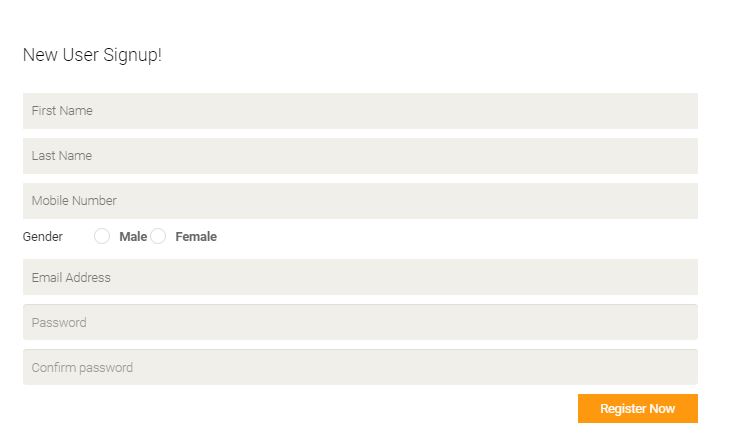 New User Signup!
First Name
Last Name
Mobile Number
Gender Male Female
Email Address
Password
Confirm password
Register Now